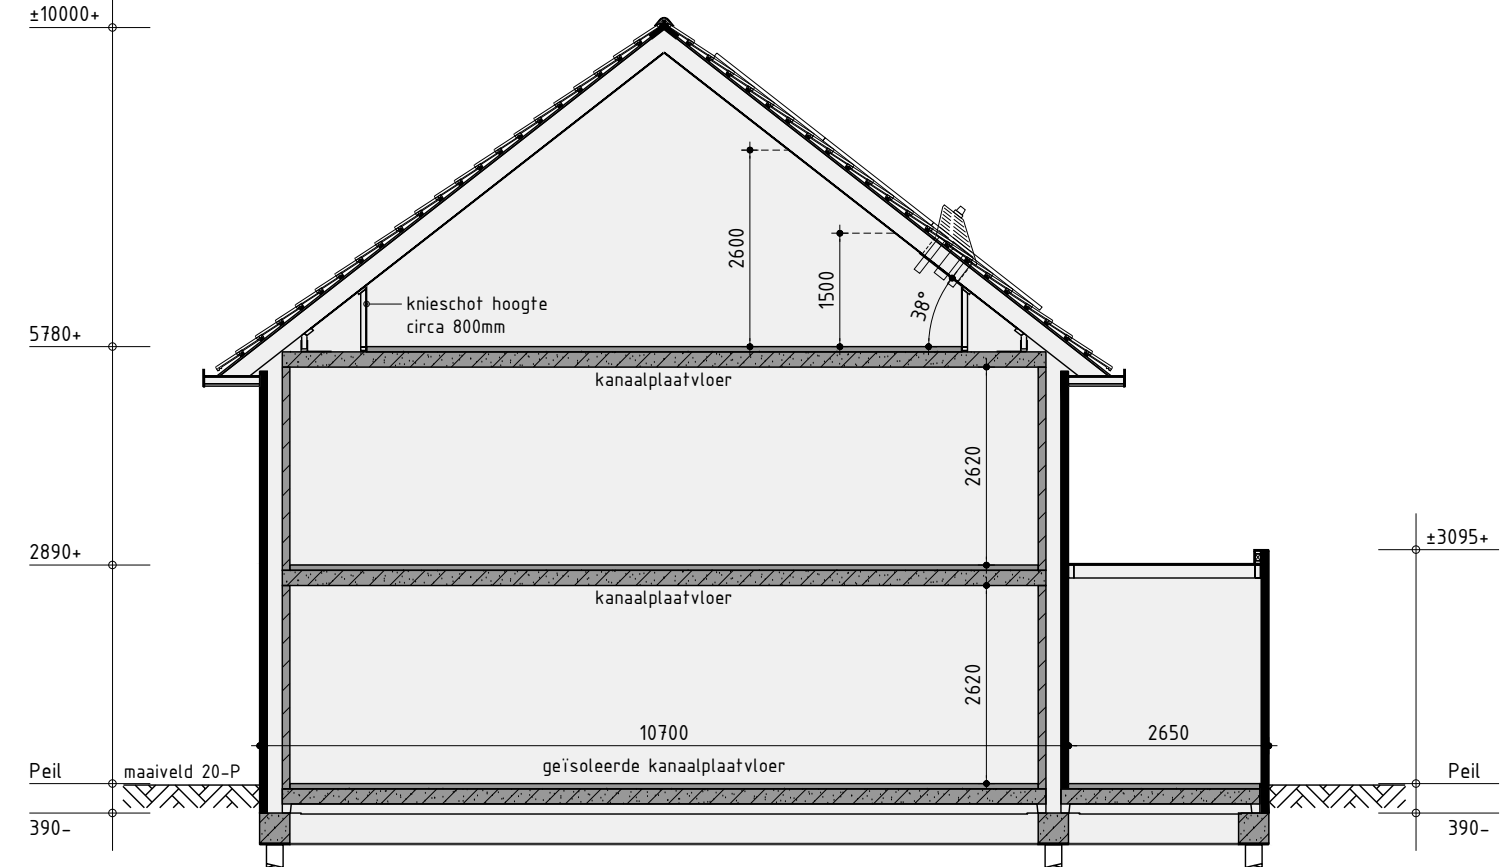 ±10000+
2600
1500
38°
knieschot hoogte
circa 800mm
5780+
kanaalplaatvloer
2620
2890+
±3095+
kanaalplaatvloer
2620
10700
2650
geïsoleerde kanaalplaatvloer
Peil
maaiveld 20-P
Peil
390-
390-